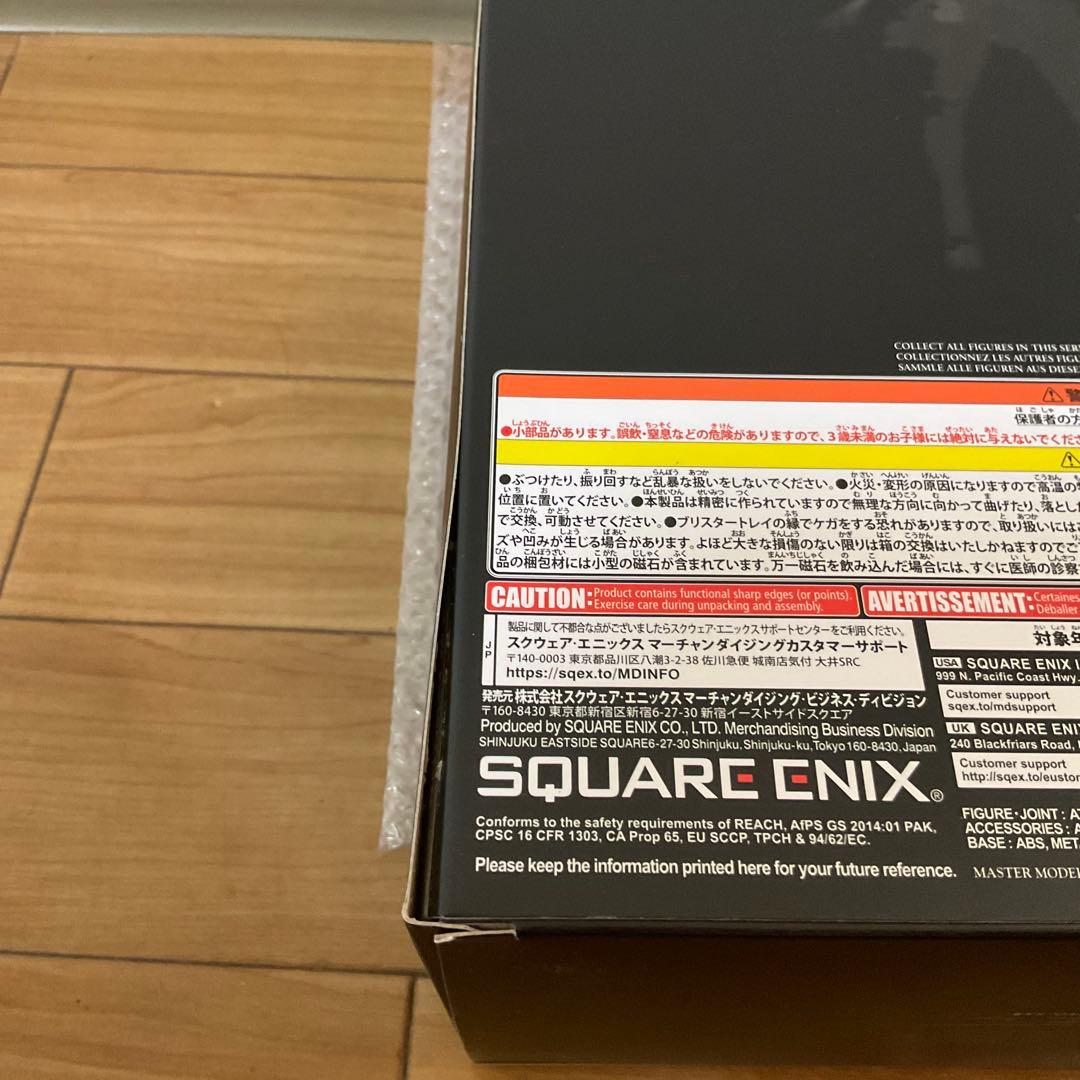 COLLECT ALL FIGURES IN THIS
COLLECTIONNEZ LES AUTRES
SAMMLE ALLE FIGUREN AUS
保護者の方
●小部品があります。誤飲・窒息などの危険がありますので、3歳未満のお子様には絶対に与えないでくださ
●ぶつけたり、振り回すなど乱暴な扱いをしないでください。●火災・変形の原因になりますので高温の
位置に置いてください。●本製品は精密に作られていますので無理な方向に向かって曲げたり、落とした
で交換、可動させてください。●ブリスタートレイの縁でケガをする恐れがありますので、取り扱いには
ズや凹みが生じる場合があります。よほど大きな損傷のない限りは箱の交換はいたしかねますのでご
品の梱包材には小型の磁石が含まれています。万一磁石を飲み込んだ場合には、すぐに医師の診察
CAUTION: Product contains functional sharp edges (or points). Exercise care during unpacking and assembly.
AVERTISSEMENT: Certaines
Déballer
JP
製品に関して不都合な点がございましたらスクウェア・エニックスサポートセンターをご利用ください。
スクウェア・エニックス マーチャンダイジングカスタマーサポート
〒140-0003 東京都品川区八潮3-2-38 佐川急便 城南店気付 大井SRC
https://sqex.to/MDINFO
対象年
USA SQUARE ENIX
999 N. Pacific Coast Hwy.
Customer support
sqex.to/mdsupport
UK SQUARE ENIX
240 Blackfriars Road,
Customer support
http://sqex.to/eustor
発売元 株式会社スクウェア・エニックス マーチャンダイジング・ビジネス・ディビジョン
〒160-8430 東京都新宿区新宿6-27-30 新宿イーストサイドスクエア
Produced by SQUARE ENIX CO., LTD. Merchandising Business Division
SHINJUKU EASTSIDE SQUARE6-27-30 Shinjuku, Shinjuku-ku, Tokyo 160-8430, Japan
SQUARE ENIX®
Conforms to the safety requirements of REACH, AfPS GS 2014:01 PAK,
CPSC 16 CFR 1303, CA Prop 65, EU SCCP, TPCH & 94/62/EC.
Please keep the information printed here for your future reference.
FIGURE・JOINT :
ACCESSORIES :
BASE : ABS,
MASTER MODEL